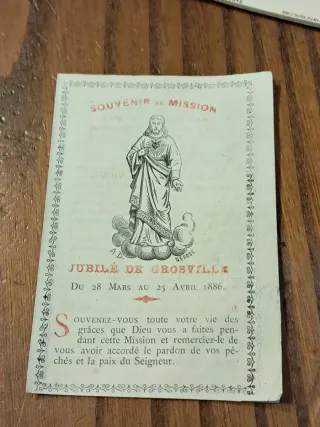 SOUVENIR DE MISSION
JUBILÉ DE GROSVILLE
DU 28 MARS AU 25 AVRIL 1886.
SOUVENEZ-VOUS toute votre vie des
grâces que Dieu vous a faites pen-
dant cette Mission et remerciez-le de
vous avoir accordé le pardon de vos pé-
chés et la paix du Seigneur.